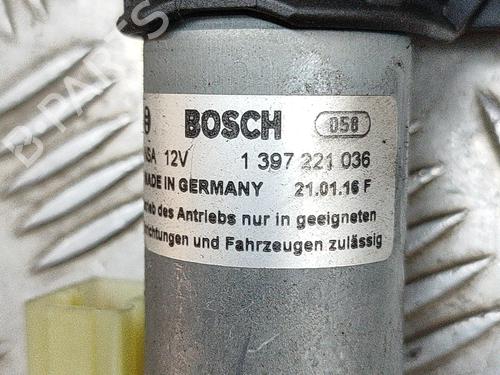 BOSCH 058
12V 1 397 221 036
MADE IN GERMANY 21.01.16 F
des Antriebs nur in geeigneten
und Fahrzeugen zulässig
B PARTS